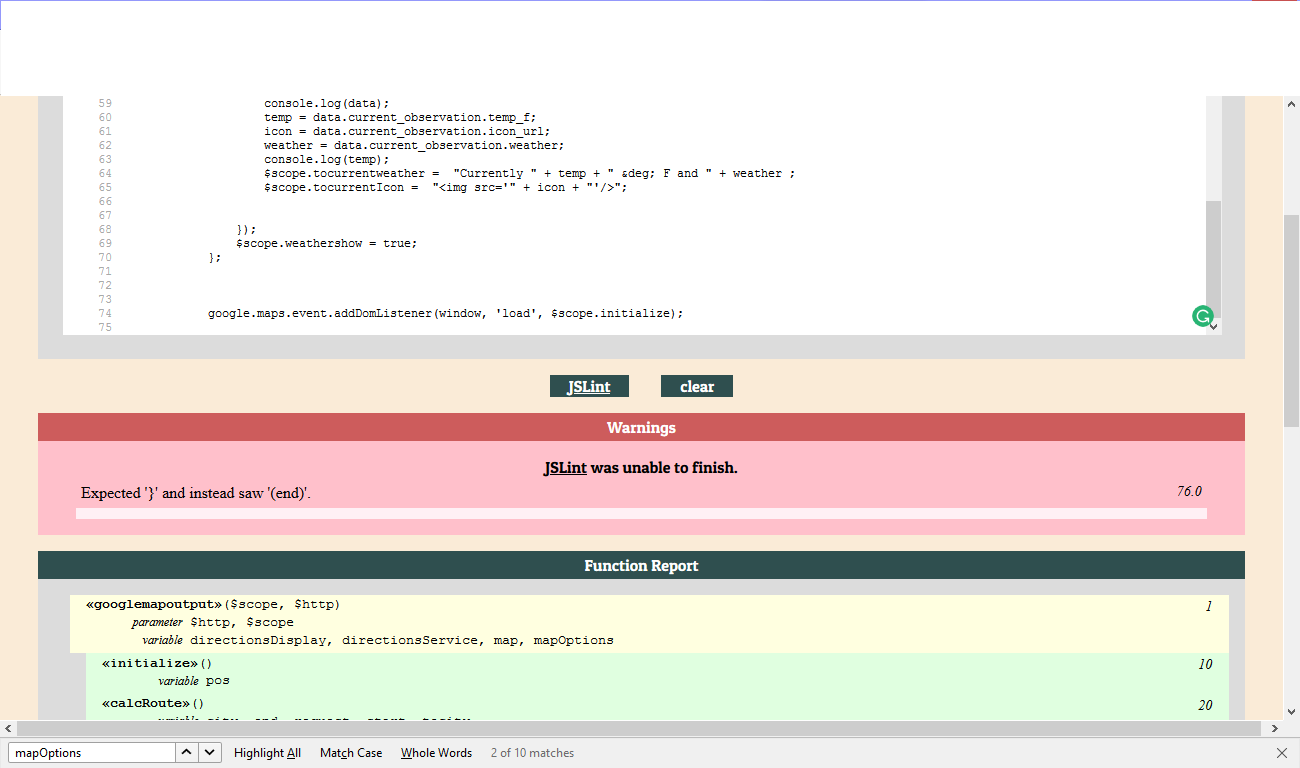 59 console.log(data);
60 temp = data.current_observation.temp_f;
61 icon = data.current_observation.icon_url;
62 weather = data.current_observation.weather;
63 console.log(temp);
64 $scope.tocurrentweather =  "Currently " + temp + " &deg; F and " + weather ;
65 $scope.tocurrentIcon =  "<img src='" + icon + "'/>";
66
67
68 });
69 $scope.weathershow = true;
70 };
71
72
73
74 google.maps.event.addDomListener(window, 'load', $scope.initialize);
75
JSLint clear
Warnings
JSLint was unable to finish.
Expected '}' and instead saw '(end)'. 76.0
Function Report
«googlemapoutput»($scope, $http) 1
parameter $http, $scope
variable directionsDisplay, directionsService, map, mapOptions
«initialize»() 10
variable pos
«calcRoute»() 20
mapOptions Highlight All Match Case Whole Words 2 of 10 matches